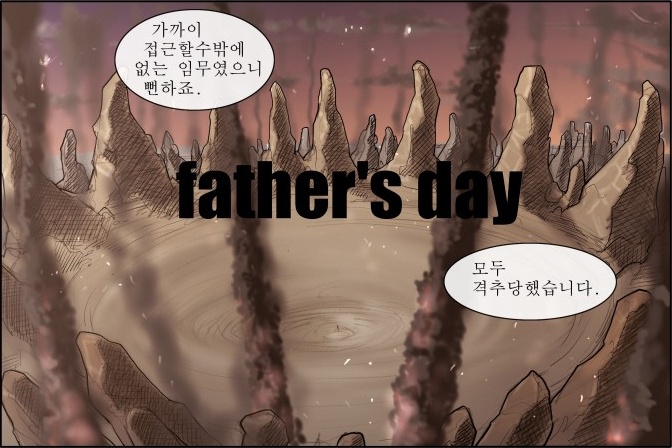 가까이
접근할수밖에
없는 임무였으니
뻔하죠.
father's day
모두
격추당했습니다.